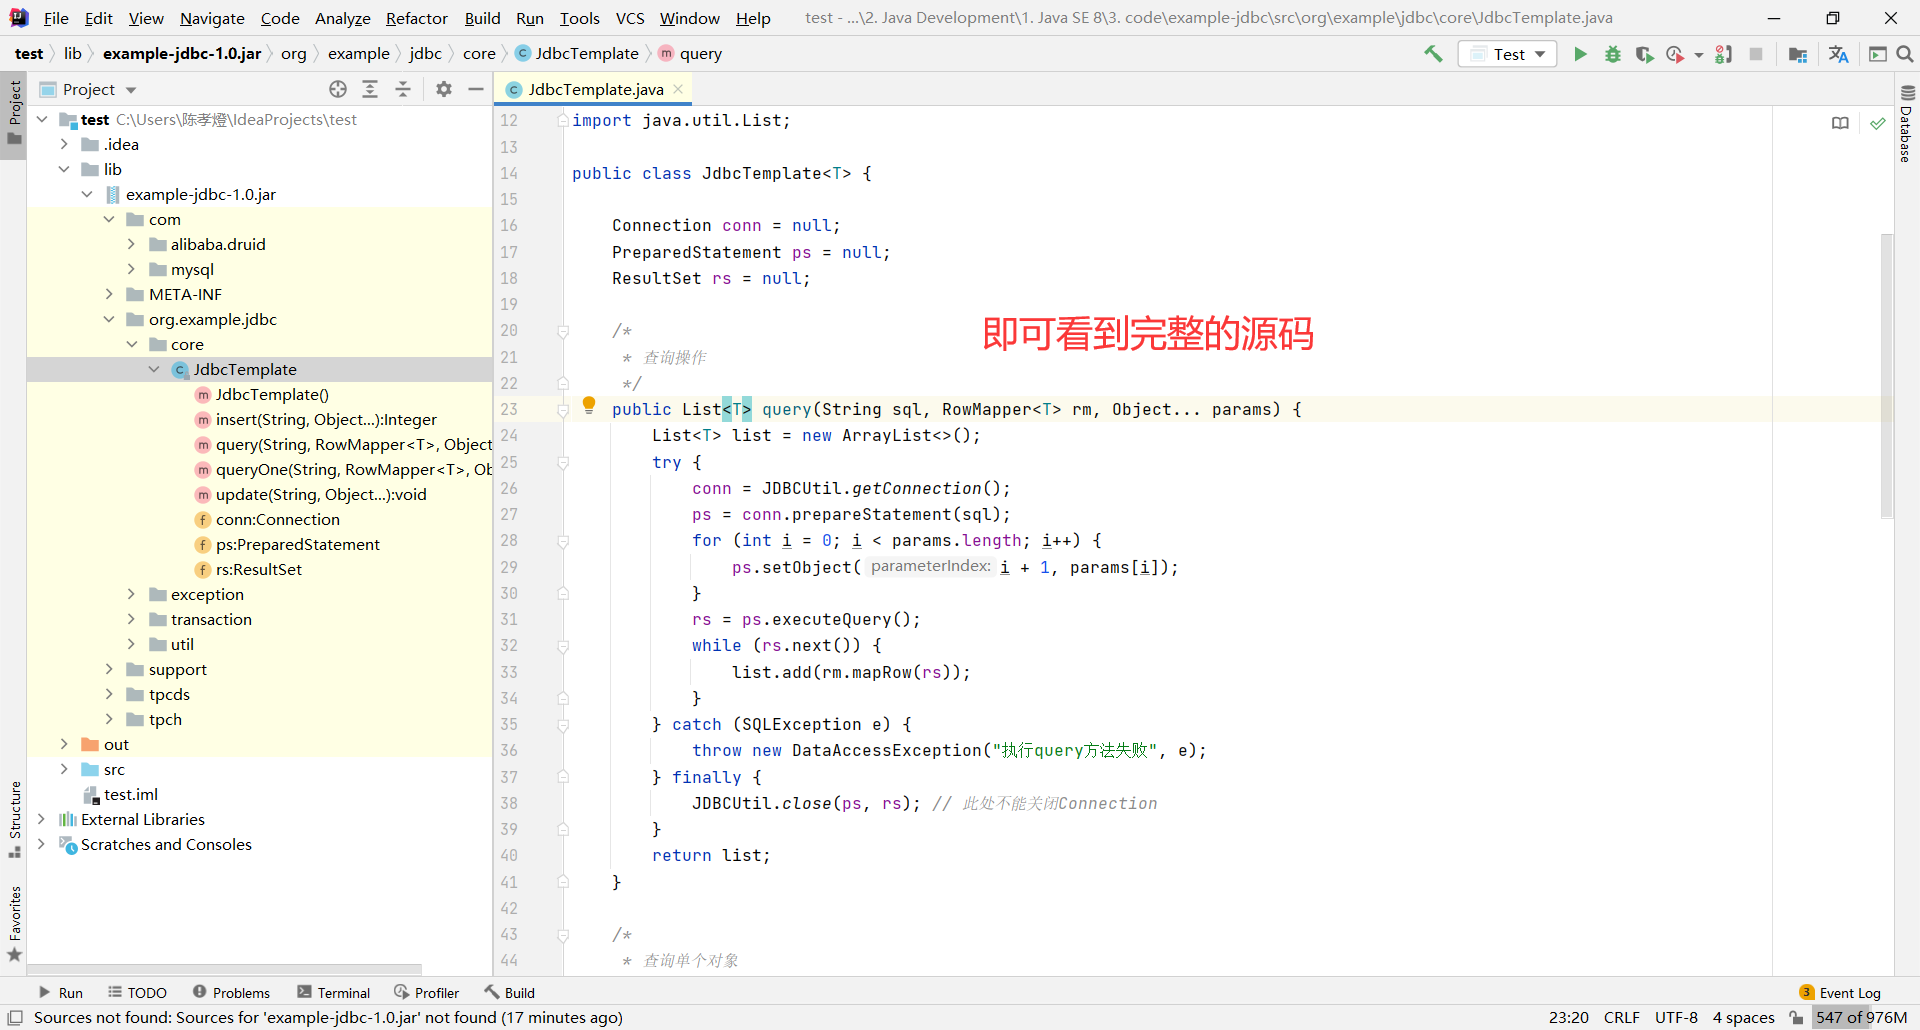 File Edit View Navigate Code Analyze Refactor Build Run Tools VCS Window Help test - ...\2. Java Development\1. Java SE 8\3. code\example-jdbc\src\org\example\jdbc\core\JdbcTemplate.java
test lib example-jdbc-1.0.jar org example jdbc core JdbcTemplate query Test
Project
Project
JdbcTemplate.java
test C:\Users\陈孝燈\IdeaProjects\test
.idea
lib
example-jdbc-1.0.jar
com
alibaba.druid
mysql
META-INF
org.example.jdbc
core
JdbcTemplate
JdbcTemplate()
insert(String, Object...):Integer
query(String, RowMapper<T>, Object
queryOne(String, RowMapper<T>, Ob
update(String, Object...):void
conn:Connection
ps:PreparedStatement
rs:ResultSet
exception
transaction
util
support
tpcds
tpch
out
src
test.iml
External Libraries
Scratches and Consoles
Structure
Favorites
12 import java.util.List;
13
14 public class JdbcTemplate<T> {
15
16 Connection conn = null;
17 PreparedStatement ps = null;
18 ResultSet rs = null;
19
20 /*
21 * 查询操作
22 */
23 public List<T> query(String sql, RowMapper<T> rm, Object... params) {
24 List<T> list = new ArrayList<>();
25 try {
26 conn = JDBCUtil.getConnection();
27 ps = conn.prepareStatement(sql);
28 for (int i = 0; i < params.length; i++) {
29 ps.setObject( parameterIndex: i + 1, params[i]);
30 }
31 rs = ps.executeQuery();
32 while (rs.next()) {
33 list.add(rm.mapRow(rs));
34 }
35 } catch (SQLException e) {
36 throw new DataAccessException("执行query方法失败", e);
37 } finally {
38 JDBCUtil.close(ps, rs); // 此处不能关闭Connection
39 }
40 return list;
41 }
42
43 /*
44 * 查询单个对象
即可看到完整的源码
Database
Run TODO Problems Terminal Profiler Build 3 Event Log
Sources not found: Sources for 'example-jdbc-1.0.jar' not found (17 minutes ago) 23:20 CRLF UTF-8 4 spaces 547 of 976M